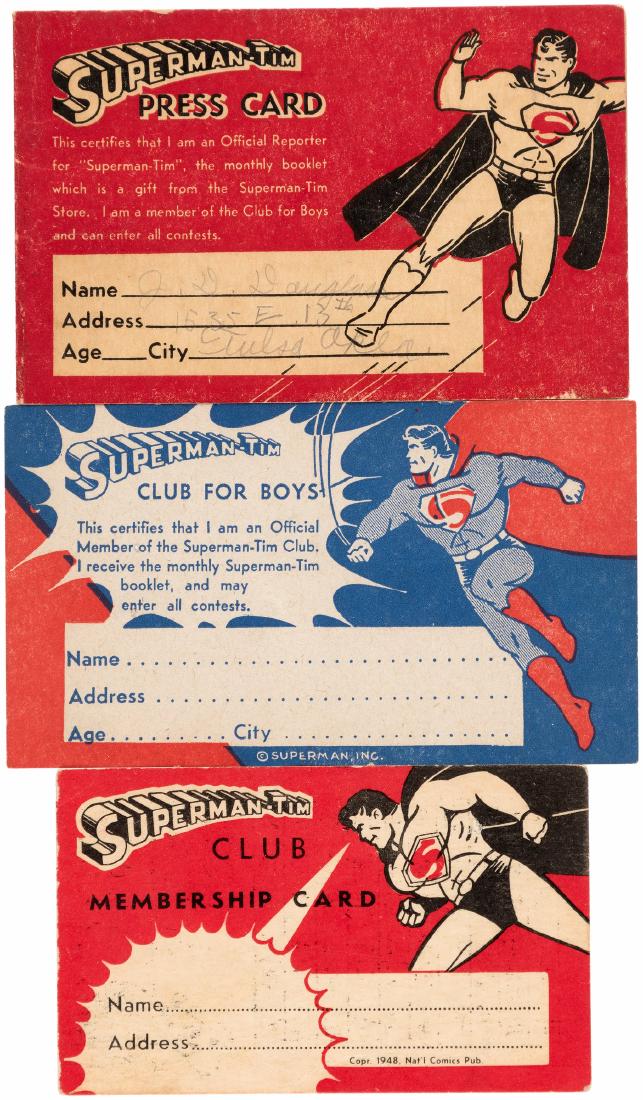 SUPERMAN-TIM
PRESS CARD
This certifies that I am an Official Reporter
for "Superman-Tim", the monthly booklet
which is a gift from the Superman-Tim
Store. I am a member of the Club for Boys
and can enter all contests.
Name J. D.
Address 1535 E. 13th
Age City Tulsa Okla.
SUPERMAN-TIM
CLUB FOR BOYS
This certifies that I am an Official
Member of the Superman-Tim Club.
I receive the monthly Superman-Tim
booklet, and may
enter all contests.
Name
Address
Age City
© SUPERMAN, INC.
SUPERMAN-TIM
CLUB
MEMBERSHIP CARD
Name
Address
Copr. 1948, Nat'l Comics Pub.